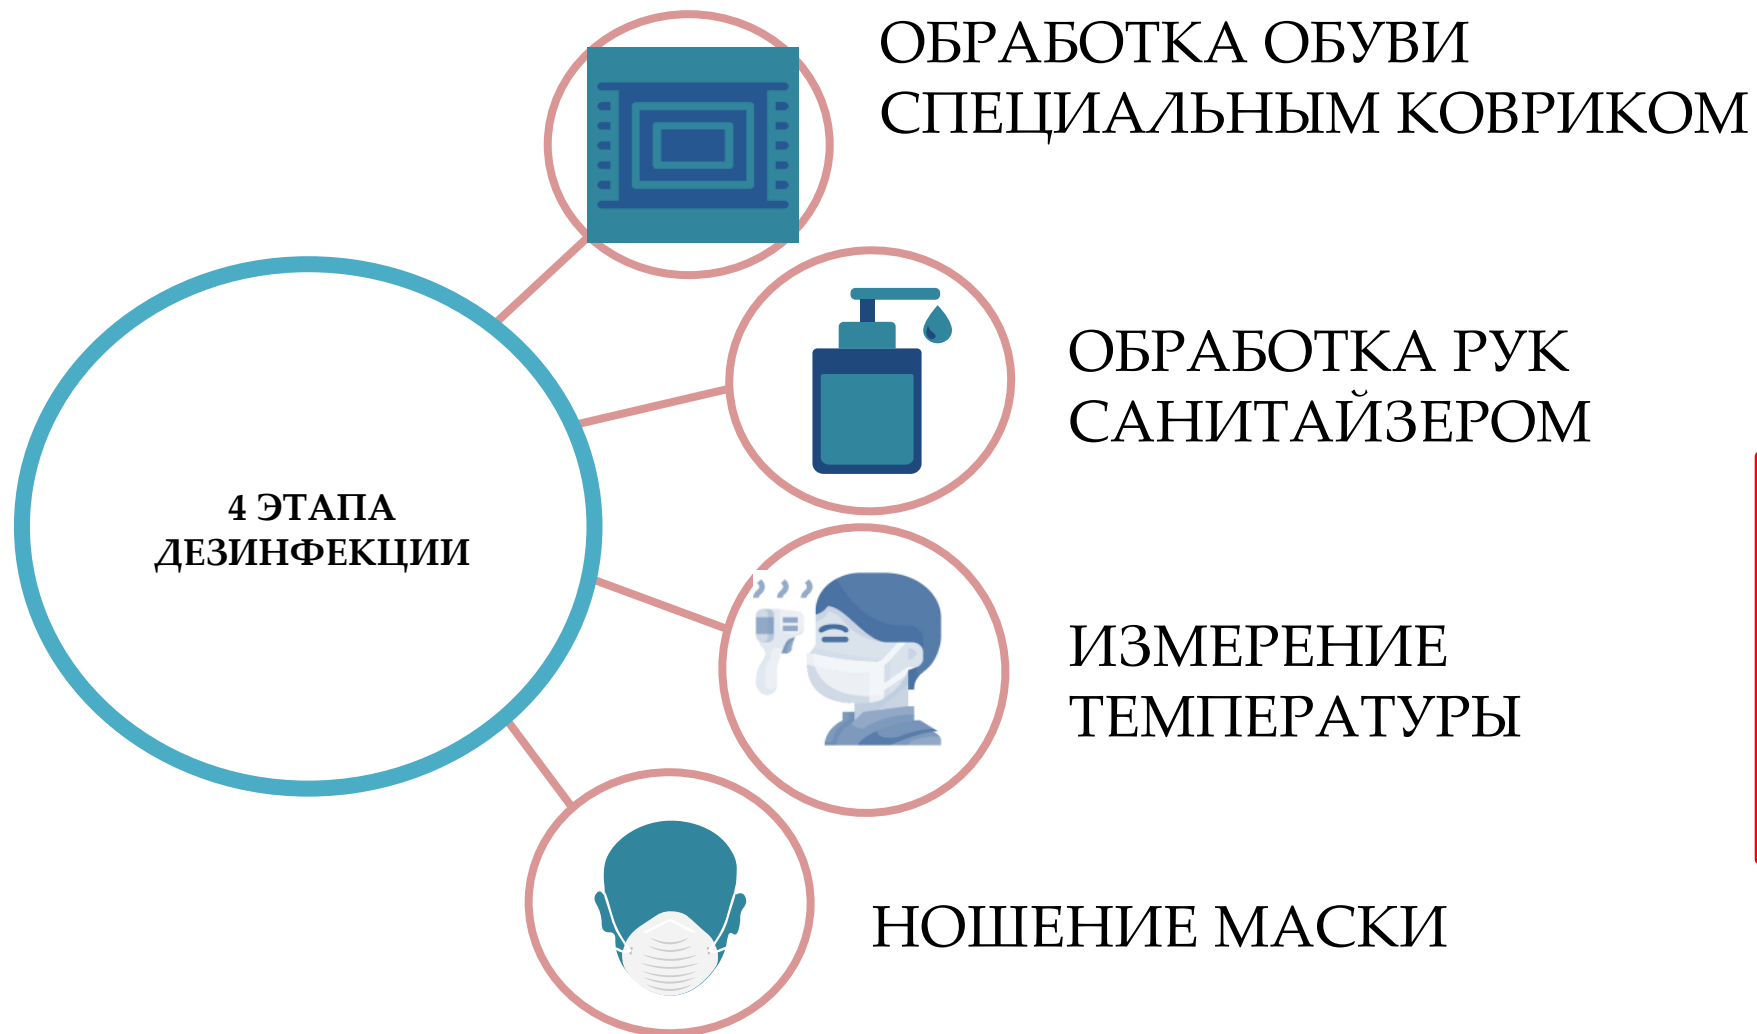 ОБРАБОТКА ОБУВИ
СПЕЦИАЛЬНЫМ КОВРИКОМ
ОБРАБОТКА РУК
САНИТАЙЗЕРОМ
4 ЭТАПА
ДЕЗИНФЕКЦИИ
ИЗМЕРЕНИЕ
ТЕМПЕРАТУРЫ
НОШЕНИЕ МАСКИ